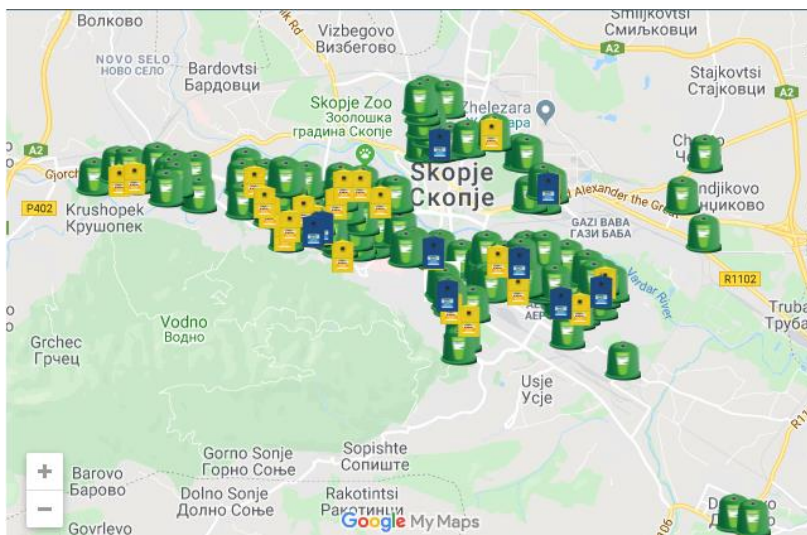 Волково
Vizbegovo
Визбегово
Smiljkovtsi
Смиљковци
A2
NOVO SELO
НОВО СЕЛО
Bardovtsi
Бардовци
Stajkovtsi
Стајковци
A2
Skopje Zoo
Зоолошка
градина Скопје
Zhelezara
A2
Skopje
Скопје
P402
Krushopek
Крушопек
Alexander the Great
GAZI BABA
ГАЗИ БАБА
R1102
Vardar River
Vodno
Водно
Grchec
Грчец
Usje
Усје
Gorno Sonje
Горно Соње
Sopishte
Сопиште
Barovo
Барово
Dolno Sonje
Долно Соње
Rakotintsi
Govrlevo
Google My Maps